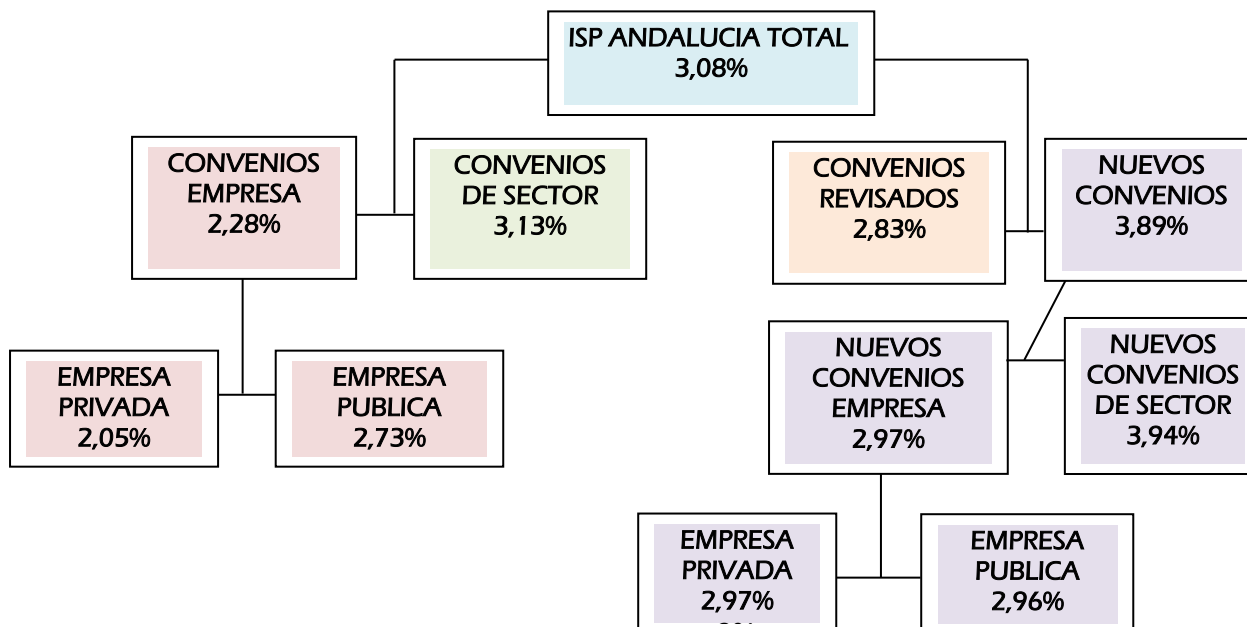 ISP ANDALUCIA TOTAL
3,08%
CONVENIOS
EMPRESA
2,28%
CONVENIOS
DE SECTOR
3,13%
CONVENIOS
REVISADOS
2,83%
NUEVOS
CONVENIOS
3,89%
EMPRESA
PRIVADA
2,05%
EMPRESA
PUBLICA
2,73%
NUEVOS
CONVENIOS
EMPRESA
2,97%
NUEVOS
CONVENIOS
DE SECTOR
3,94%
EMPRESA
PRIVADA
2,97%
EMPRESA
PUBLICA
2,96%